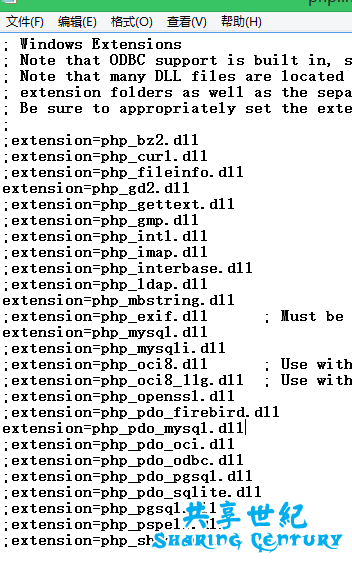 文件(F) 编辑(E) 格式(O) 查看(V) 帮助(H)
; Windows Extensions
; Note that ODBC support is built in, s
; Note that many DLL files are located
; extension folders as well as the sepa
; Be sure to appropriately set the exte
;
;extension=php_bz2.dll
;extension=php_curl.dll
;extension=php_fileinfo.dll
extension=php_gd2.dll
;extension=php_gettext.dll
;extension=php_gmp.dll
;extension=php_intl.dll
;extension=php_imap.dll
;extension=php_interbase.dll
;extension=php_ldap.dll
extension=php_mbstring.dll
;extension=php_exif.dll ; Must be
extension=php_mysql.dll
;extension=php_mysqli.dll
;extension=php_oci8.dll ; Use with
;extension=php_oci8_11g.dll ; Use with
;extension=php_openssl.dll
;extension=php_pdo_firebird.dll
extension=php_pdo_mysql.dll
;extension=php_pdo_oci.dll
;extension=php_pdo_odbc.dll
;extension=php_pdo_pgsql.dll
;extension=php_pdo_sqlite.dll
;extension=php_pgsql.
;extension=php_pspell.
;extension=php_sh
共享世紀
Sharing Century